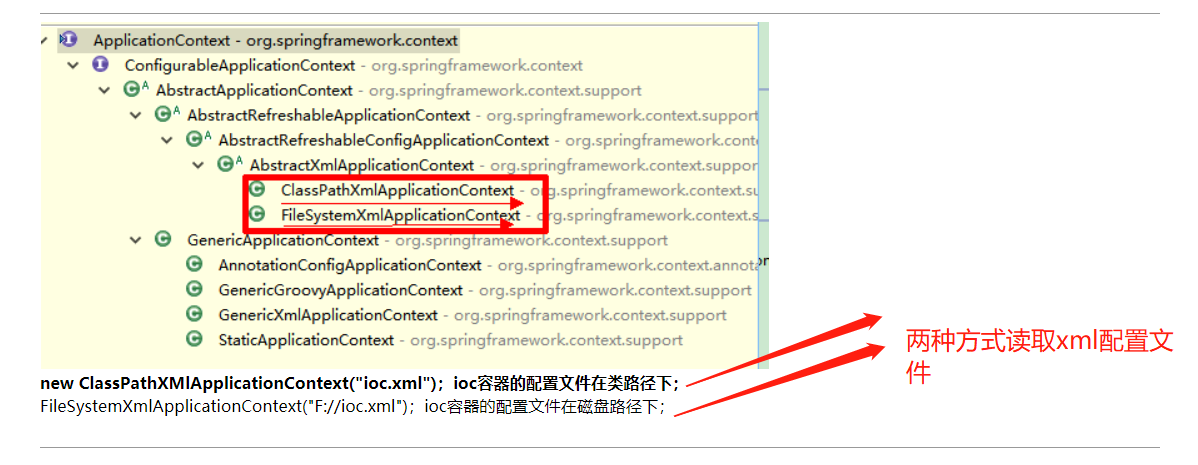 ApplicationContext - org.springframework.context
ConfigurableApplicationContext - org.springframework.context
AbstractApplicationContext - org.springframework.context.support
AbstractRefreshableApplicationContext - org.springframework.context.support
AbstractRefreshableConfigApplicationContext - org.springframework.cont
AbstractXmlApplicationContext - org.springframework.context.suppor
ClassPathXmlApplicationContext - org.springframework.context.su
FileSystemXmlApplicationContext - org.springframework.context.s
GenericApplicationContext - org.springframework.context.support
AnnotationConfigApplicationContext - org.springframework.context.annota
GenericGroovyApplicationContext - org.springframework.context.support
GenericXmlApplicationContext - org.springframework.context.support
StaticApplicationContext - org.springframework.context.support
new ClassPathXMlApplicationContext("ioc.xml")；ioc容器的配置文件在类路径下；
FileSystemXmlApplicationContext("F://ioc.xml")；ioc容器的配置文件在磁盘路径下；
两种方式读取xml配置文
件